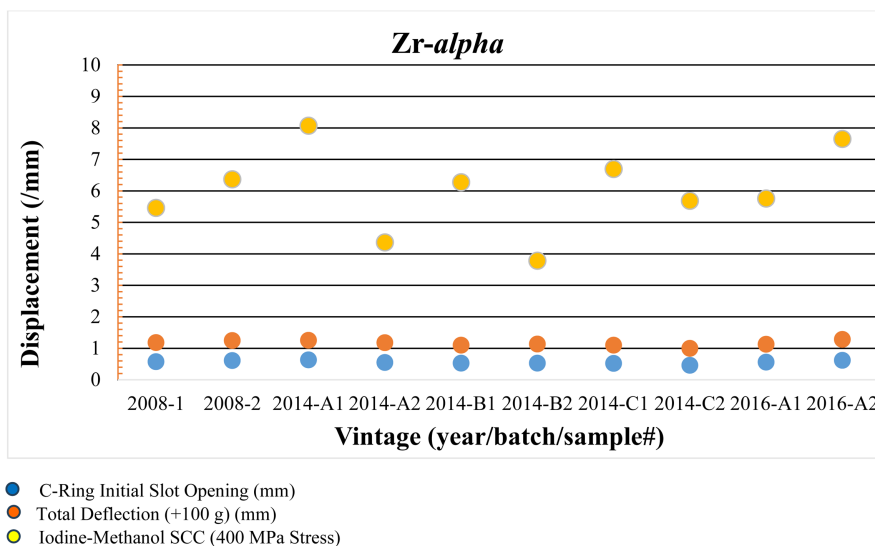 Zr-alpha
10
9
8
7
6
5
4
3
2
1
0
Displacement (/mm)
2008-1 2008-2 2014-A1 2014-A2 2014-B1 2014-B2 2014-C1 2014-C2 2016-A1 2016-A2
Vintage (year/batch/sample#)
C-Ring Initial Slot Opening (mm)
Total Deflection (+100 g) (mm)
Iodine-Methanol SCC (400 MPa Stress)